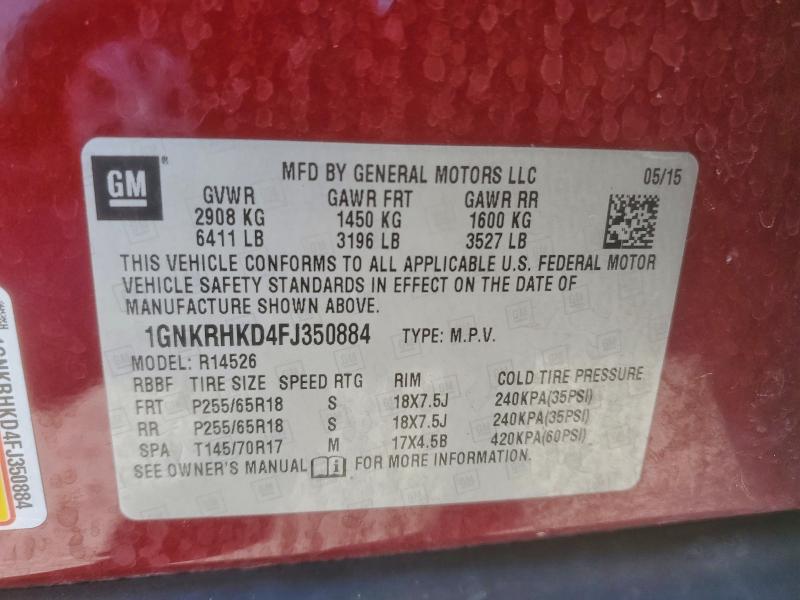 GM
MFD BY GENERAL MOTORS LLC 05/15
GVWR GAWR FRT GAWR RR
2908 KG 1450 KG 1600 KG
6411 LB 3196 LB 3527 LB
THIS VEHICLE CONFORMS TO ALL APPLICABLE U.S. FEDERAL MOTOR
VEHICLE SAFETY STANDARDS IN EFFECT ON THE DATE OF
MANUFACTURE SHOWN ABOVE.
1GNKRHKD4FJ350884 TYPE: M.P.V.
MODEL: R14526
RBBF TIRE SIZE SPEED RTG RIM COLD TIRE PRESSURE
FRT P255/65R18 S 18X7.5J 240KPA(35PSI)
RR P255/65R18 S 18X7.5J 240KPA(35PSI)
SPA T145/70R17 M 17X4.5B 420KPA(60PSI)
SEE OWNER'S MANUAL FOR MORE INFORMATION.
1GNKRHKD4FJ350884